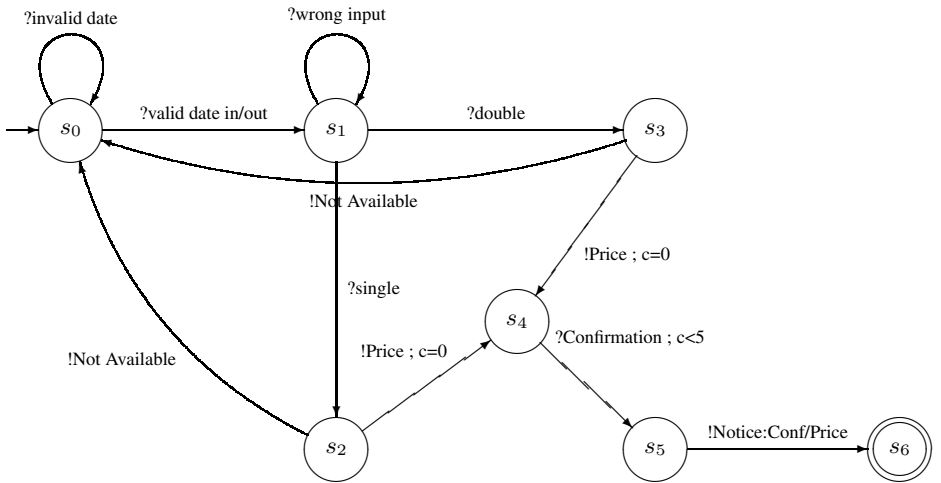 ?invalid date
?wrong input
s0
?valid date in/out
s1
?double
s3
!Not Available
!Price ; c=0
?single
s4
?Confirmation ; c<5
!Price ; c=0
!Not Available
s2
s5
!Notice:Conf/Price
s6